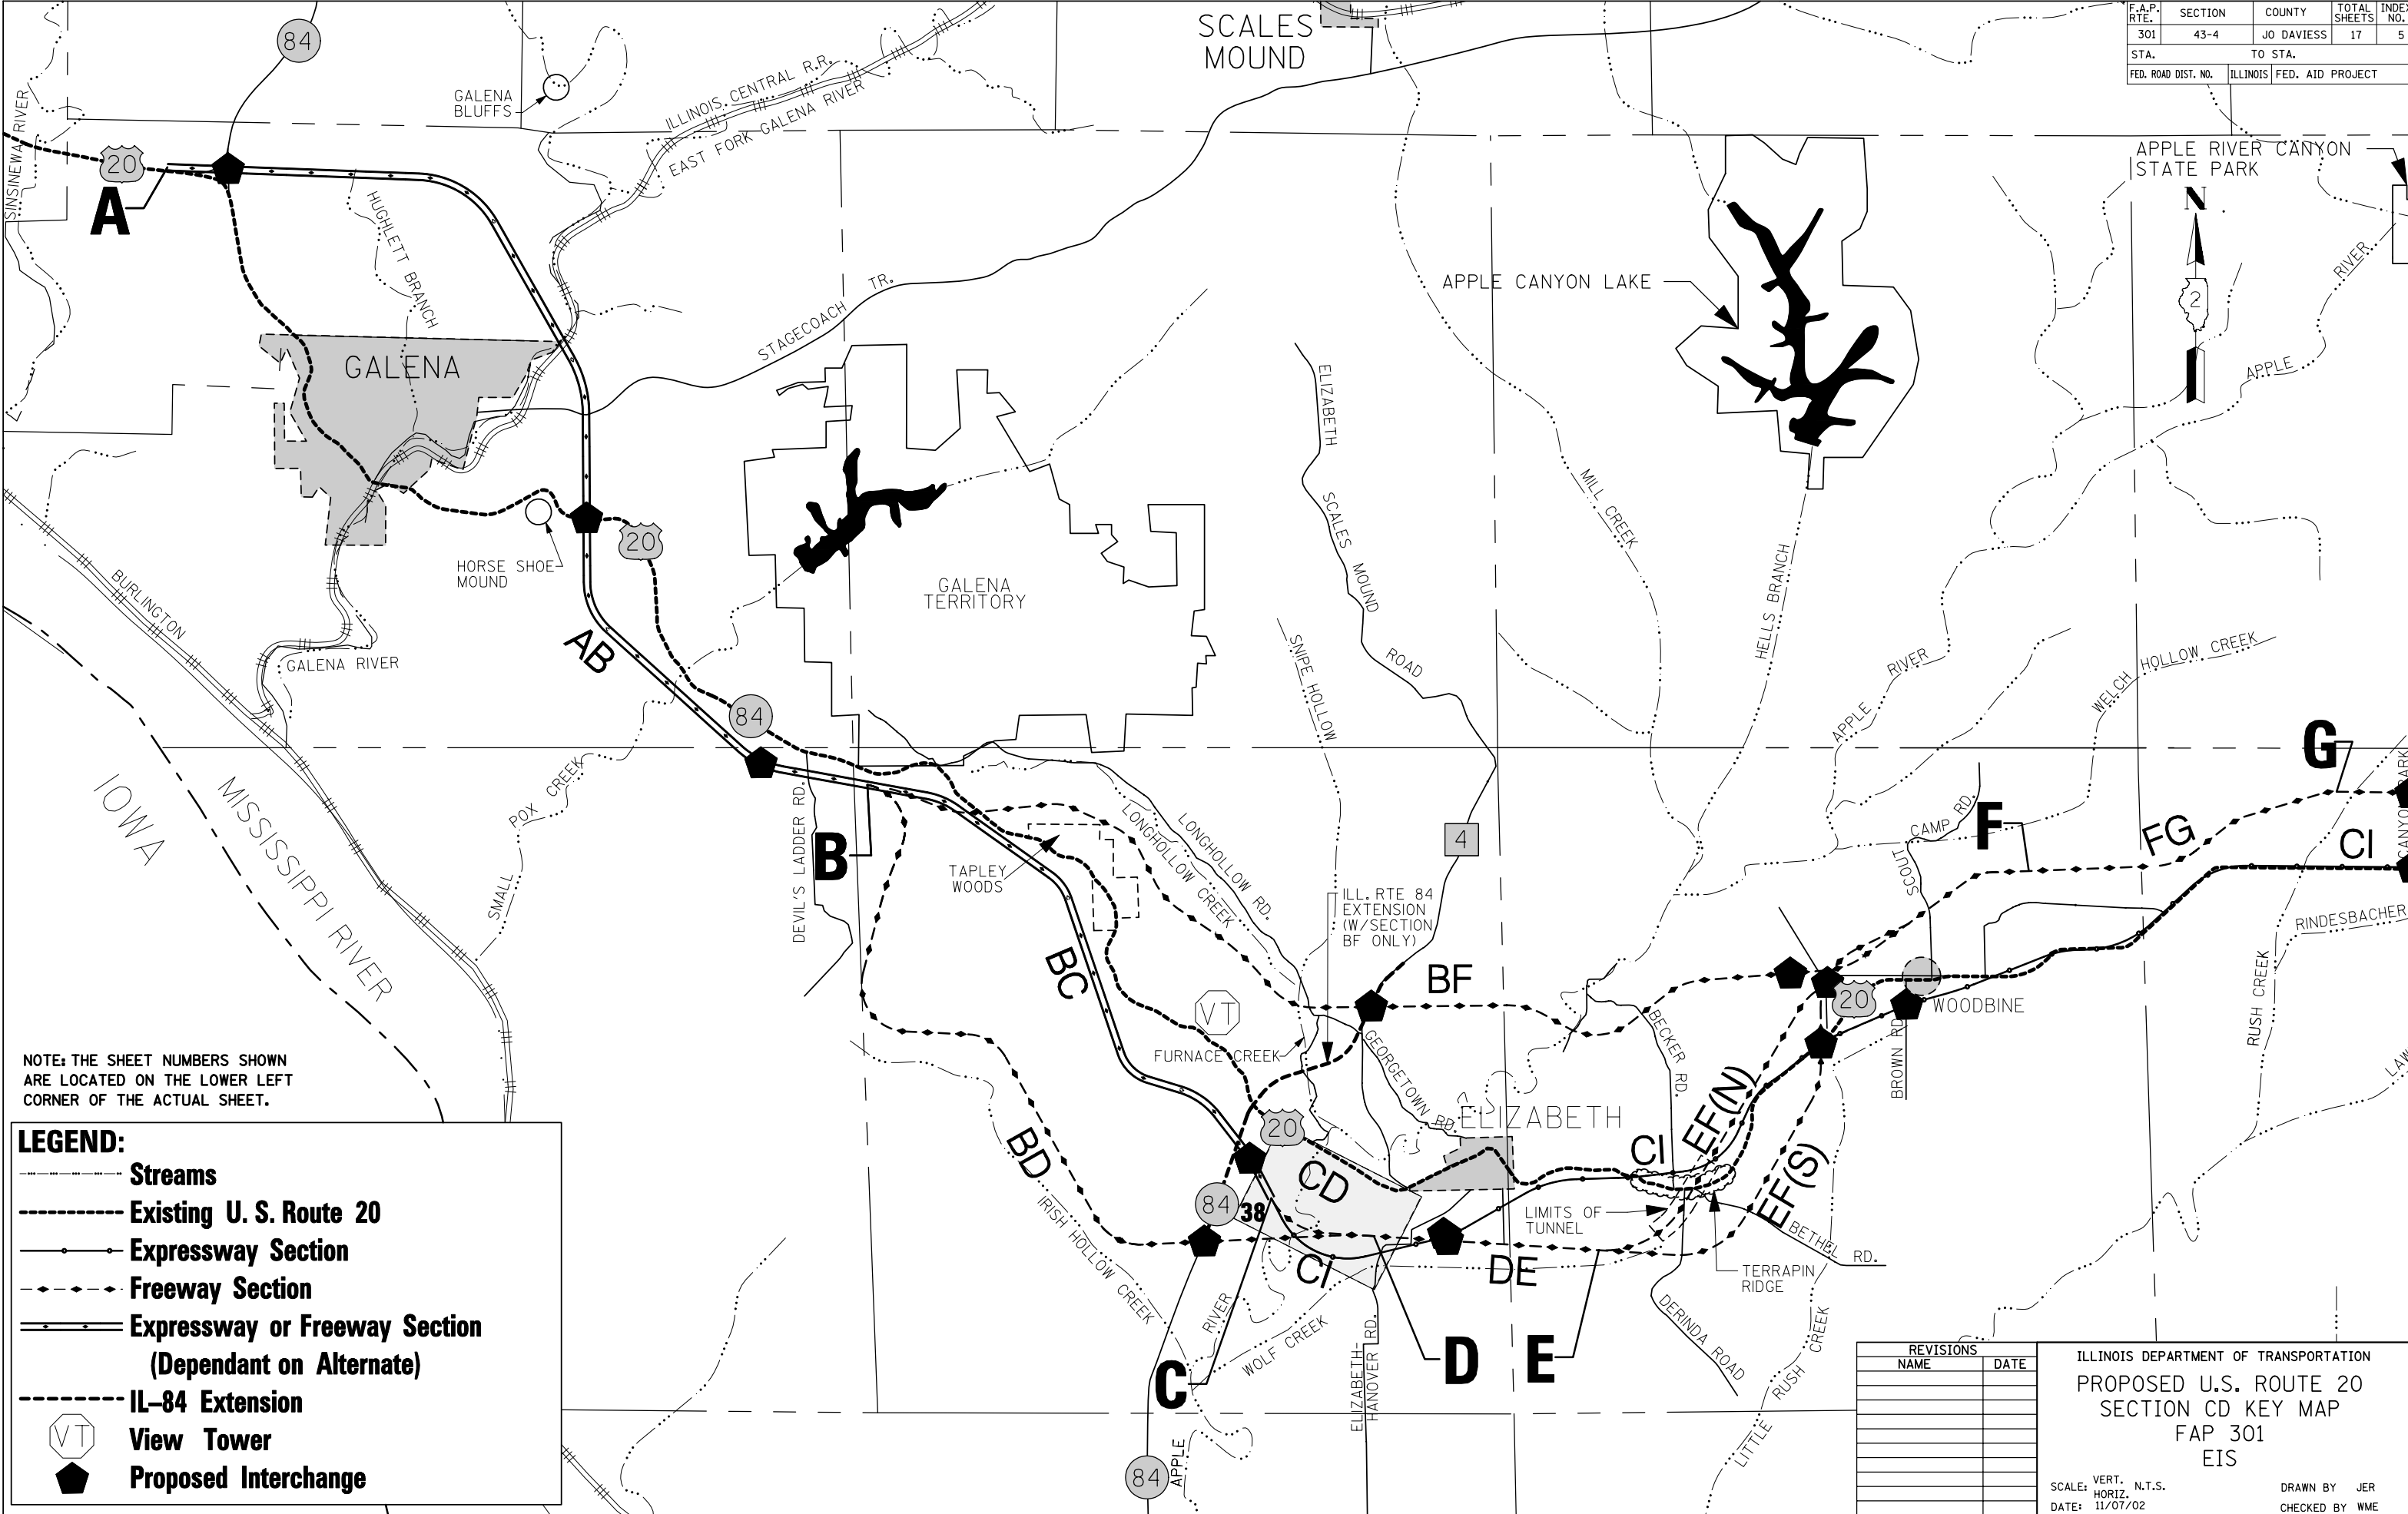 SCALES
MOUND
F.A.P. RTE. SECTION COUNTY TOTAL SHEETS INDEX NO.
301 43-4 JO DAVIESS 17 5
STA. TO STA.
FED. ROAD DIST. NO. ILLINOIS FED. AID PROJECT
84
GALENA
BLUFFS
ILLINOIS CENTRAL R.R.
EAST FORK GALENA RIVER
SINSINEWA RIVER
20
A
HUGHLETT BRANCH
APPLE RIVER CANYON
STATE PARK
N
2
RIVER
APPLE
APPLE CANYON LAKE
STAGECOACH TR.
GALENA
ELIZABETH
SCALES MOUND
ROAD
MILL CREEK
HELLS BRANCH
HORSE SHOE
MOUND
20
GALENA
TERRITORY
BURLINGTON
GALENA RIVER
AB
SNIPE HOLLOW
APPLE RIVER
WELCH HOLLOW CREEK
84
G
IOWA
MISSISSIPPI RIVER
SMALL POX CREEK
DEVIL'S LADDER RD.
B
LONGHOLLOW CREEK
LONGHOLLOW RD.
TAPLEY
WOODS
4
CAMP RD.
SCOUT
F
FG
CI
CANYON PARK
RINDESBACHER
ILL. RTE 84
EXTENSION
(W/SECTION
BF ONLY)
BC
BF
VT
20
WOODBINE
RUSH CREEK
FURNACE CREEK
GEORGETOWN RD.
BECKER RD.
BROWN RD.
LAW
NOTE: THE SHEET NUMBERS SHOWN
ARE LOCATED ON THE LOWER LEFT
CORNER OF THE ACTUAL SHEET.
ELIZABETH
EF(N)
20
BD
CD
CI
EF(S)
84
38
LIMITS OF
TUNNEL
BETHEL RD.
IRISH HOLLOW CREEK
CI
DE
TERRAPIN
RIDGE
RIVER
WOLF CREEK
DERINDA ROAD
C
D
E
ELIZABETH-
HANOVER RD.
LITTLE RUSH CREEK
84
APPLE
LEGEND:
Streams
Existing U. S. Route 20
Expressway Section
Freeway Section
Expressway or Freeway Section
(Dependant on Alternate)
IL-84 Extension
VT View Tower
Proposed Interchange
REVISIONS
NAME DATE
ILLINOIS DEPARTMENT OF TRANSPORTATION
PROPOSED U.S. ROUTE 20
SECTION CD KEY MAP
FAP 301
EIS
SCALE: VERT. HORIZ. N.T.S.
DRAWN BY JER
DATE: 11/07/02
CHECKED BY WME